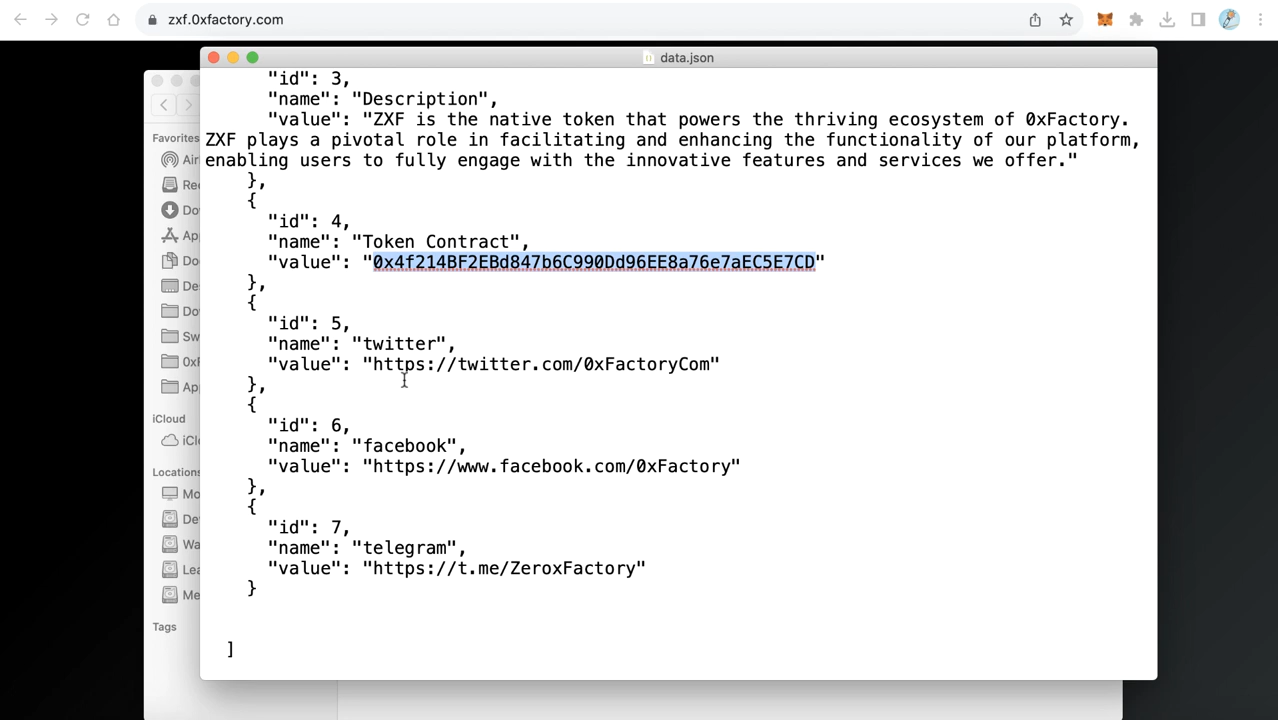 zxf.0xfactory.com
data.json
"id": 3,
"name": "Description",
"value": "ZXF is the native token that powers the thriving ecosystem of 0xFactory.
ZXF plays a pivotal role in facilitating and enhancing the functionality of our platform,
enabling users to fully engage with the innovative features and services we offer."
},
{
"id": 4,
"name": "Token Contract",
"value": "0x4f214BF2EBd847b6C990Dd96EE8a76e7aEC5E7CD"
},
{
"id": 5,
"name": "twitter",
"value": "https://twitter.com/0xFactoryCom"
},
{
"id": 6,
"name": "facebook",
"value": "https://www.facebook.com/0xFactory"
},
{
"id": 7,
"name": "telegram",
"value": "https://t.me/ZeroxFactory"
}
]
Favorites
iCloud
Locations
Tags